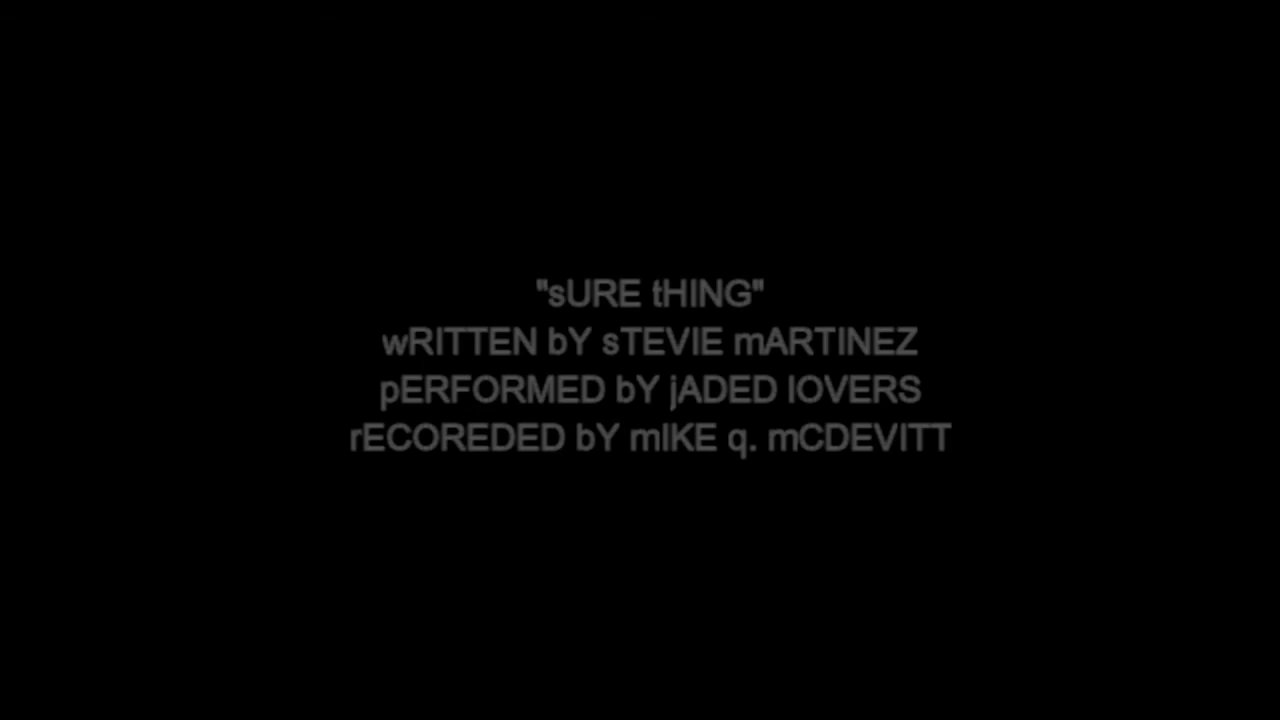 "sURE tHING"
wRITTEN bY sTEVIE mARTINEZ
pERFORMED bY jADED lOVERS
rECOREDED bY mIKE q. mCDEVITT